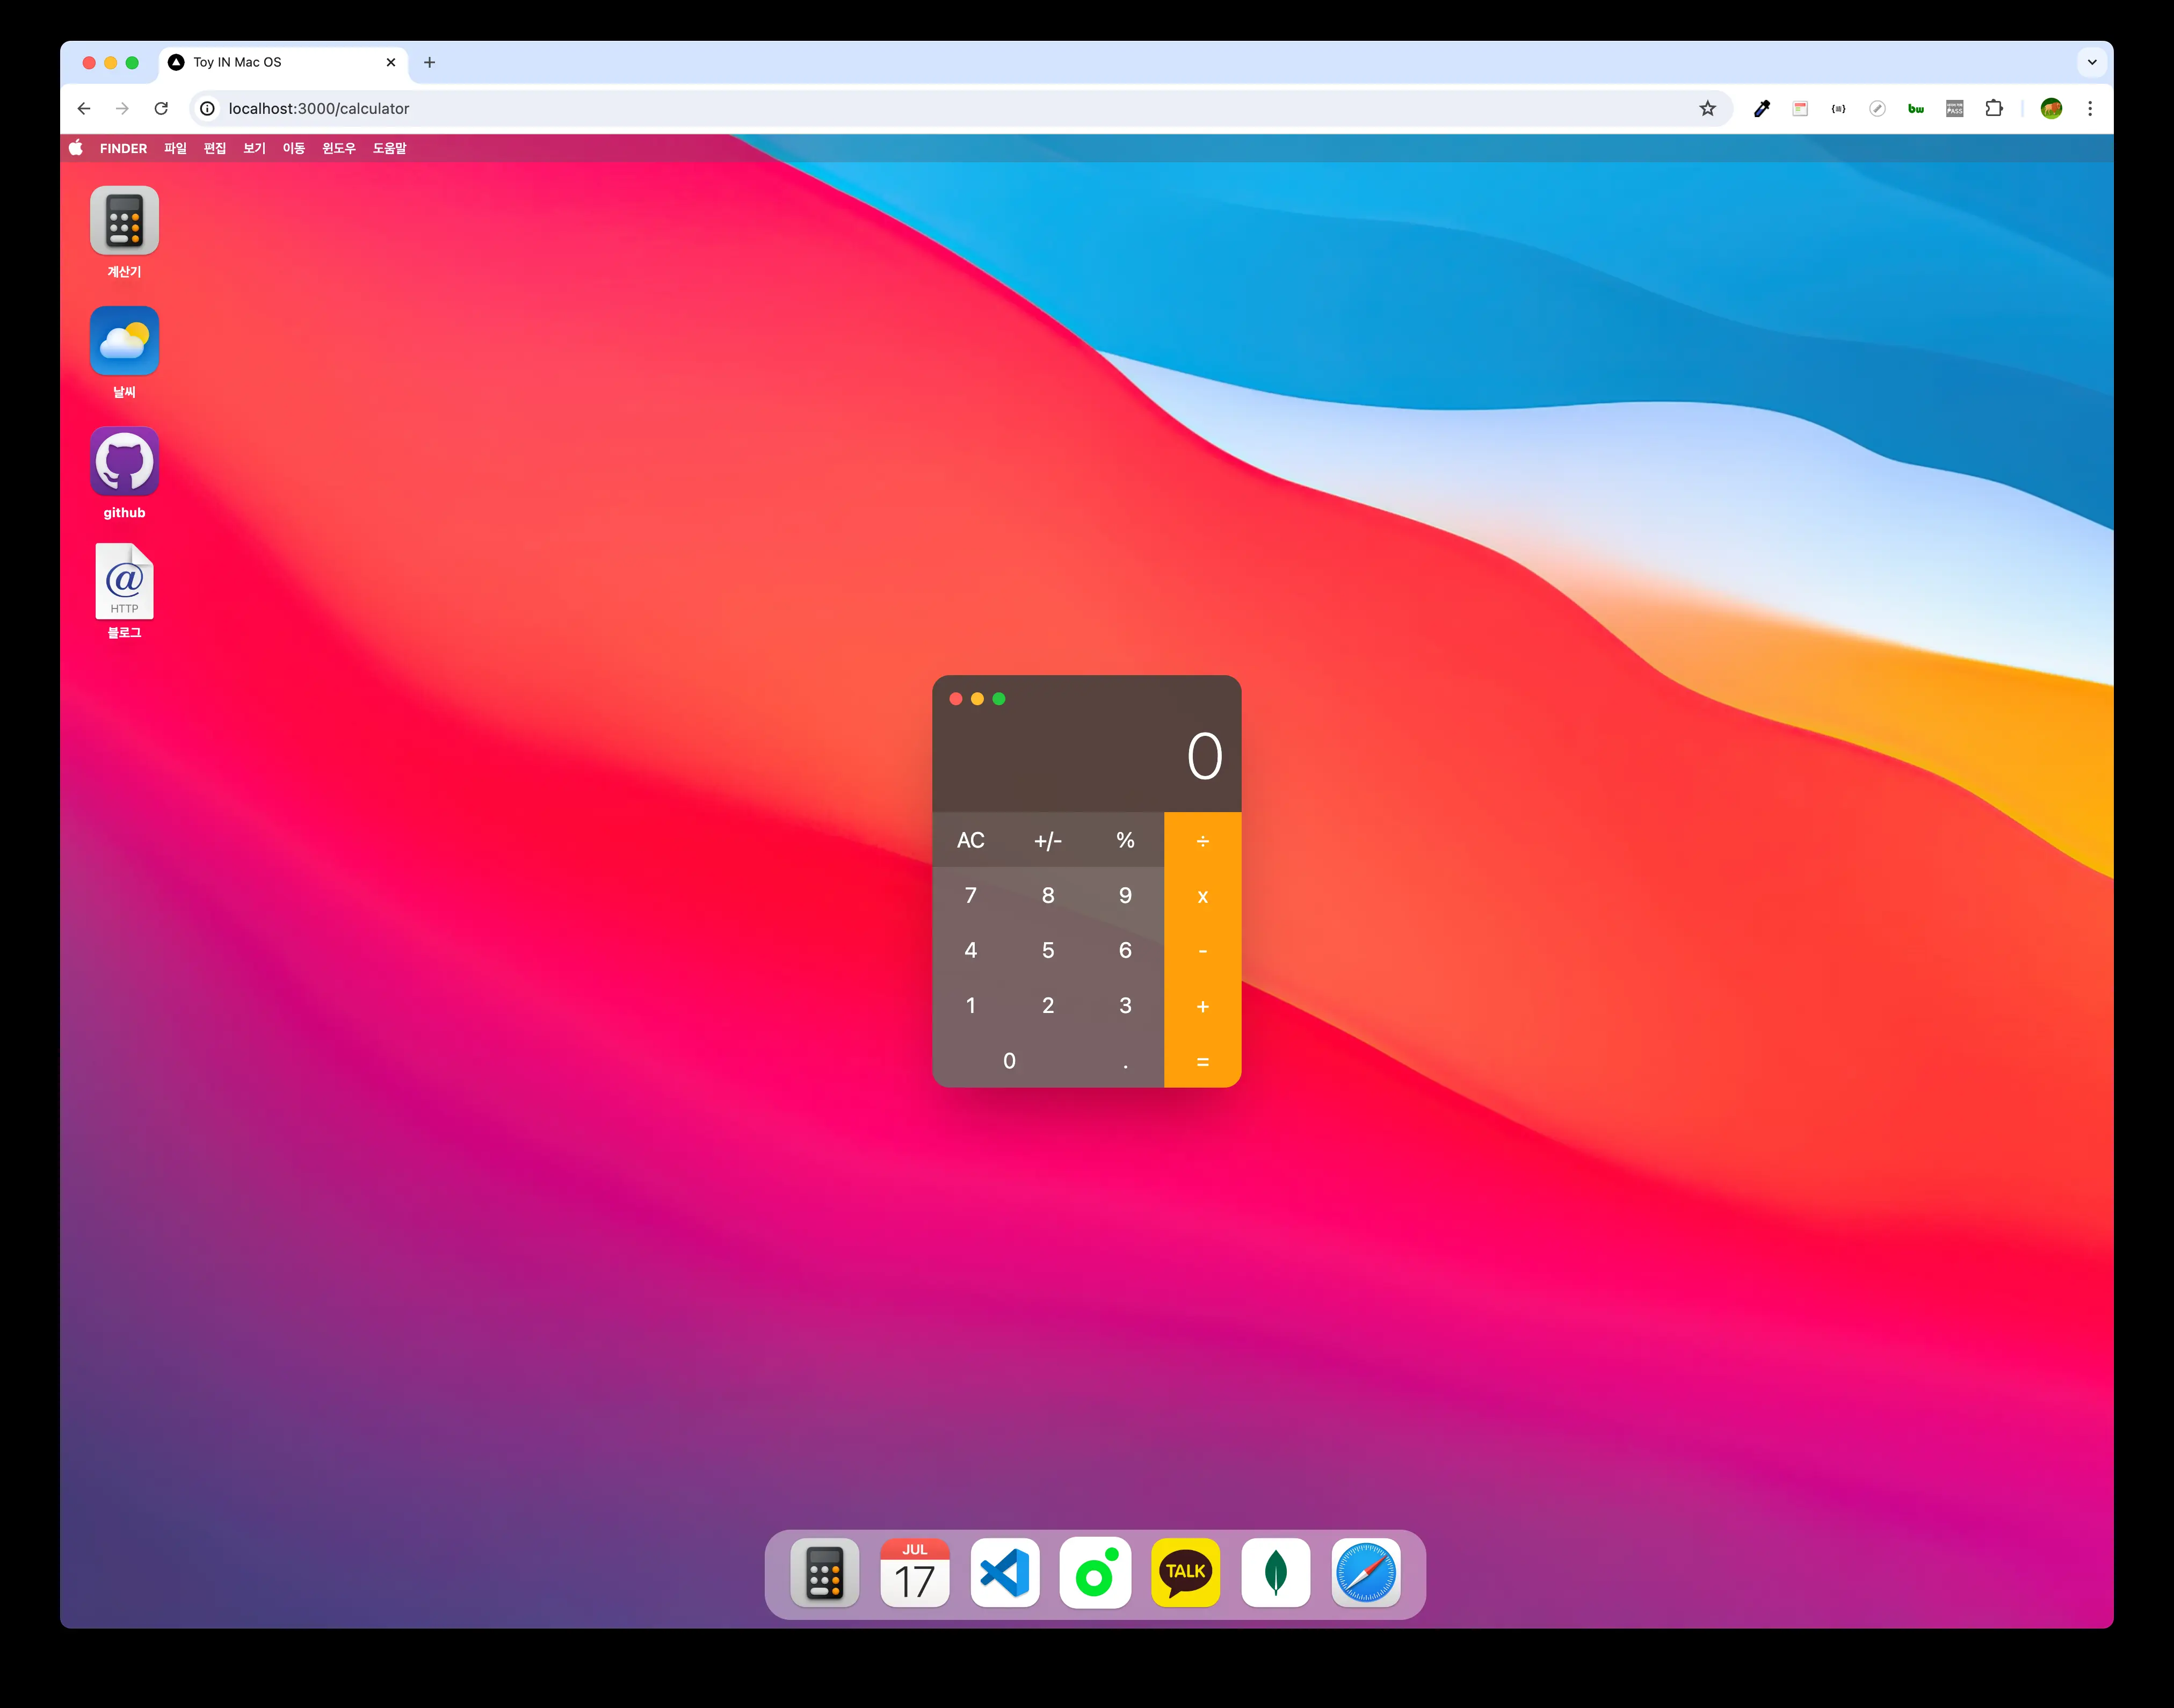 Toy IN Mac OS
localhost:3000/calculator
bw
FINDER 파일 편집 보기 이동 윈도우 도움말
계산기
날씨
github
@
HTTP
블로그
0
AC +/- % ÷
7 8 9 x
4 5 6 -
1 2 3 +
0 . =
JUL
17
TALK